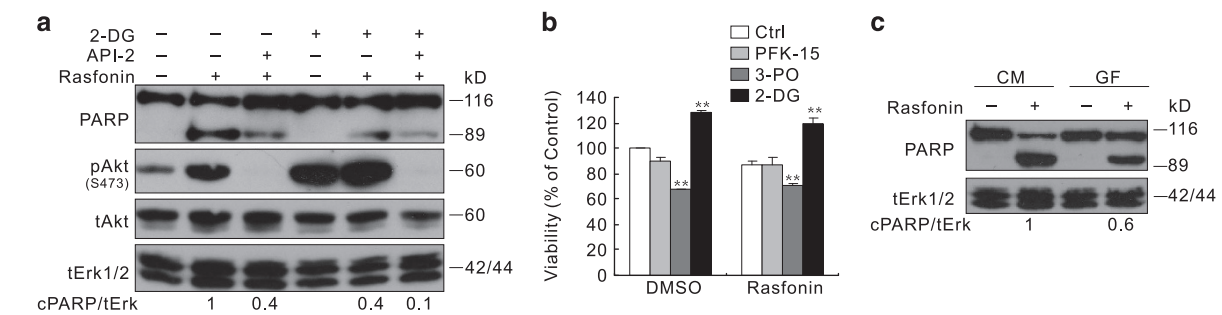 a
2-DG − − − + + +
API-2 − − + − − +
Rasfonin − + + − + + kD
PARP
−116
−89
pAkt
(S473)
−60
tAkt
−60
tErk1/2
−42/44
cPARP/tErk 1 0.4 0.4 0.1
b
Ctrl
PFK-15
3-PO
2-DG
Viability (% of Control)
140
120
100
80
60
40
20
0
**
**
**
**
DMSO Rasfonin
c
CM GF
Rasfonin − + − + kD
PARP
−116
−89
tErk1/2
−42/44
cPARP/tErk 1 0.6